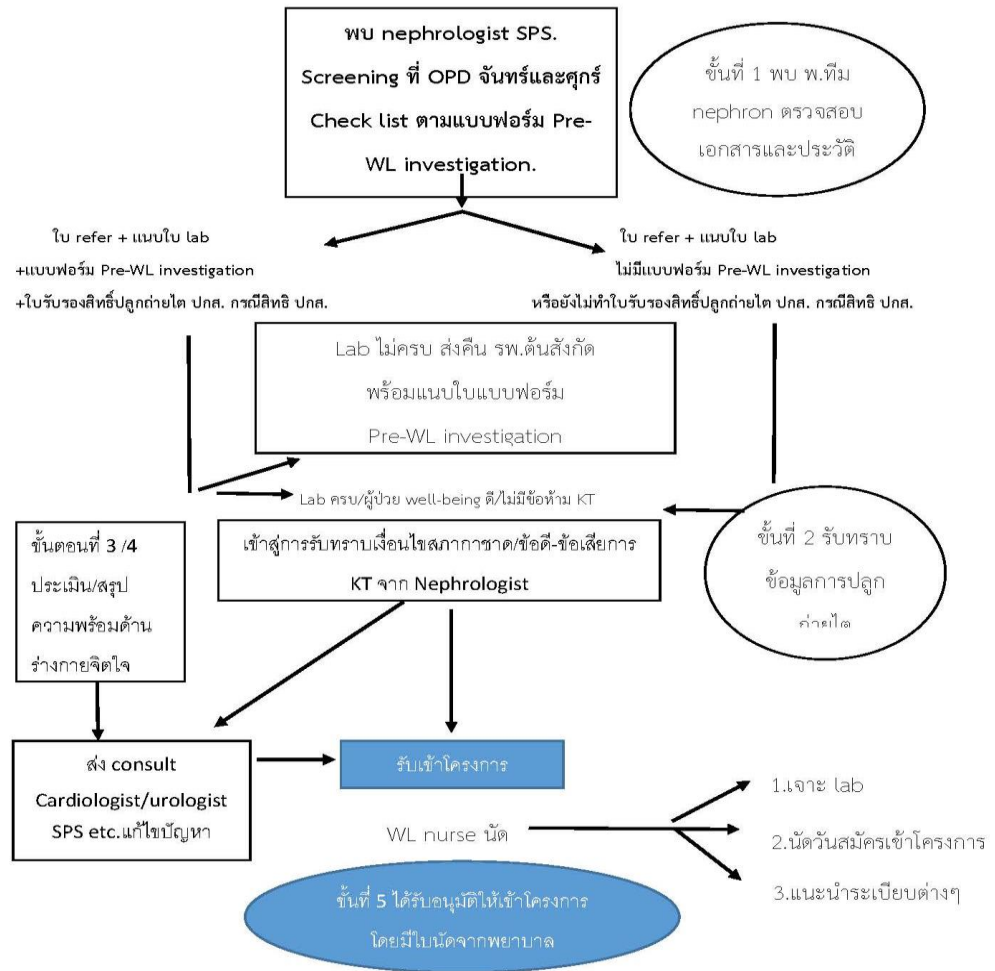 พบ nephrologist SPS.
Screening ที่ OPD จันทร์และศุกร์
Check list ตามแบบฟอร์ม Pre-
WL investigation.
ขั้นที่ 1 พบ พ.ทีม
nephron ตรวจสอบ
เอกสารและประวัติ
ใบ refer + แนบใบ lab
+แบบฟอร์ม Pre-WL investigation
+ใบรับรองสิทธิ์ปลูกถ่ายไต ปกส. กรณีสิทธิ ปกส.
ใบ refer + แนบใบ lab
ไม่มีแบบฟอร์ม Pre-WL investigation
หรือยังไม่ทำใบรับรองสิทธิ์ปลูกถ่ายไต ปกส. กรณีสิทธิ ปกส.
Lab ไม่ครบ ส่งคืน รพ.ต้นสังกัด
พร้อมแนบใบแบบฟอร์ม
Pre-WL investigation
Lab ครบ/ผู้ป่วย well-being ดี/ไม่มีข้อห้าม KT
ขั้นตอนที่ 3 /4
ประเมิน/สรุป
ความพร้อมด้าน
ร่างกายจิตใจ
เข้าสู่การรับทราบเงื่อนไขสภากาชาด/ข้อดี-ข้อเสียการ
KT จาก Nephrologist
ขั้นที่ 2 รับทราบ
ข้อมูลการปลูก
ถ่ายไต
ส่ง consult
Cardiologist/urologist
SPS etc.แก้ไขปัญหา
รับเข้าโครงการ
WL nurse นัด
1.เจาะ lab
2.นัดวันสมัครเข้าโครงการ
3.แนะนำระเบียบต่างๆ
ขั้นที่ 5 ได้รับอนุมัติให้เข้าโครงการ
โดยมีใบนัดจากพยาบาล